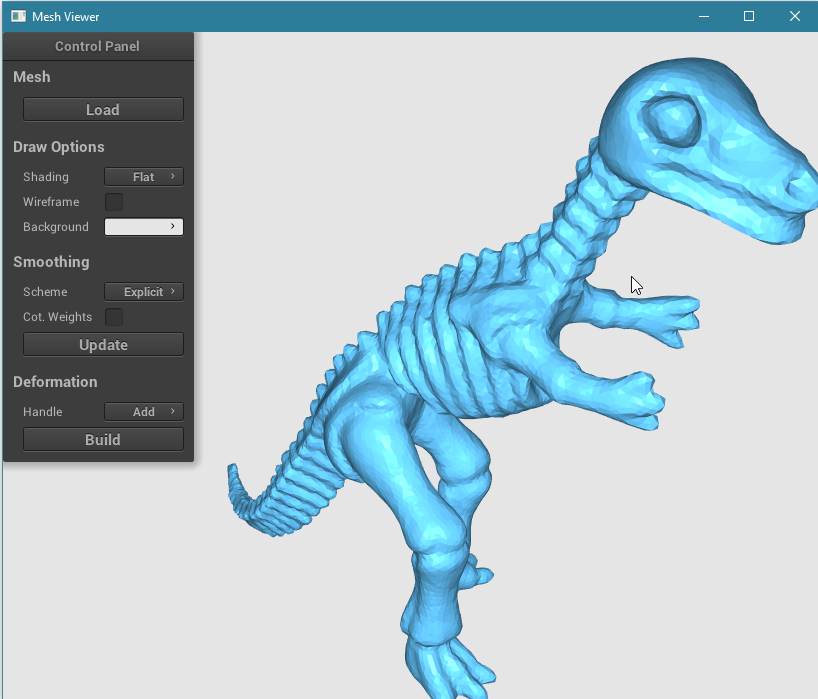 Mesh Viewer
Control Panel
Mesh
Load
Draw Options
Shading Flat
Wireframe
Background
Smoothing
Scheme Explicit
Cot. Weights
Update
Deformation
Handle Add
Build